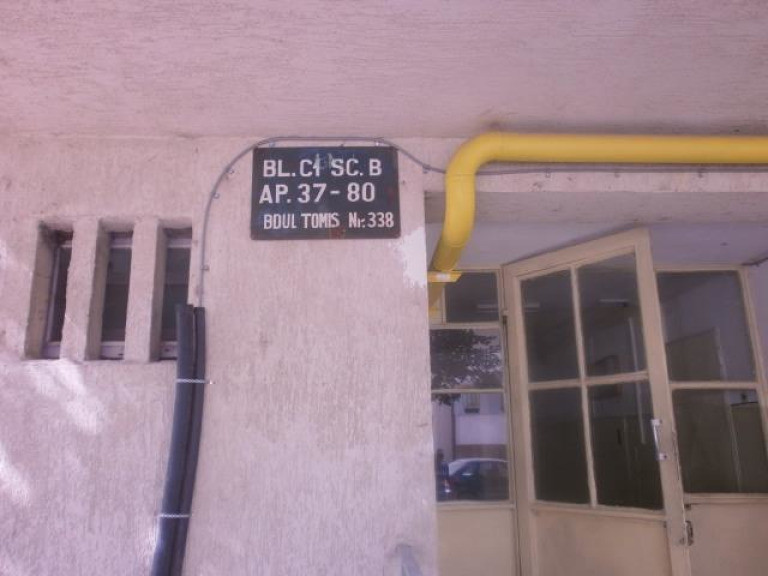 BL. C1 SC. B
AP. 37 - 80
BDUL TOMIS Nr. 338